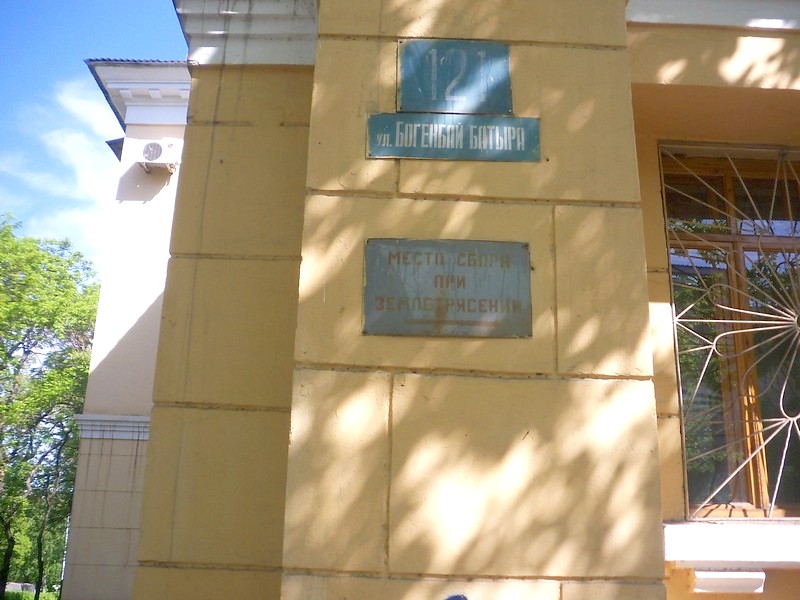 121
ул. БОГЕНБАЙ БАТЫРА
МЕСТО СБОРА
ПРИ
ЗЕМЛЕТРЯСЕНИИ